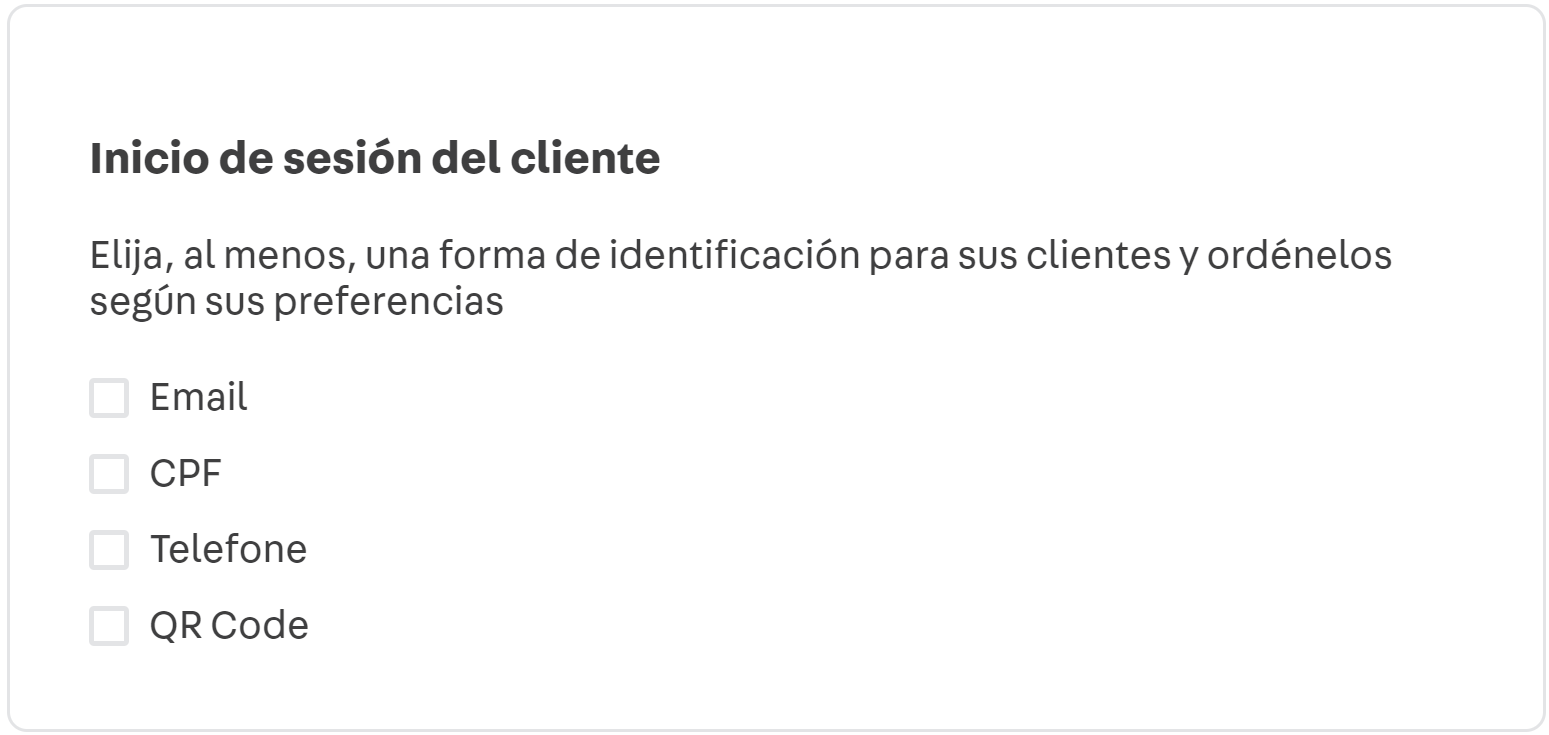 Inicio de sesión del cliente
Elija, al menos, una forma de identificación para sus clientes y ordénelos
según sus preferencias
Email
CPF
Telefone
QR Code